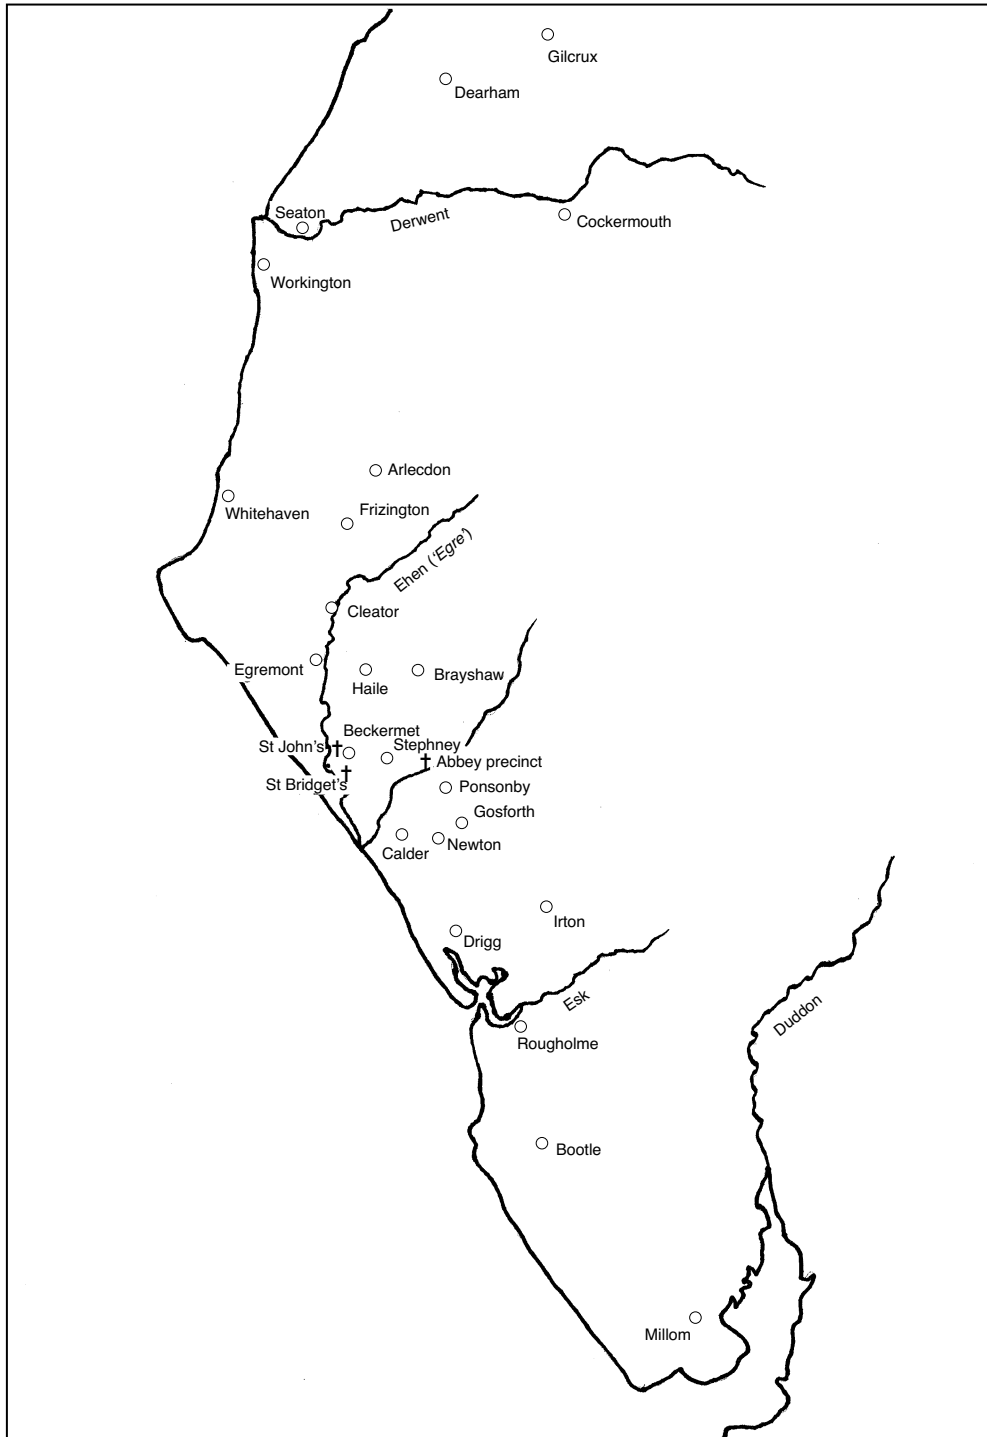 Gilcrux
Dearham
Seaton
Derwent
Cockermouth
Workington
Arlecdon
Whitehaven
Frizington
Ehen (‘Egre’)
Cleator
Egremont
Haile
Brayshaw
Beckermet
St John’s
Stephney
Abbey precinct
St Bridget’s
Ponsonby
Gosforth
Calder
Newton
Irton
Drigg
Esk
Duddon
Rougholme
Bootle
Millom